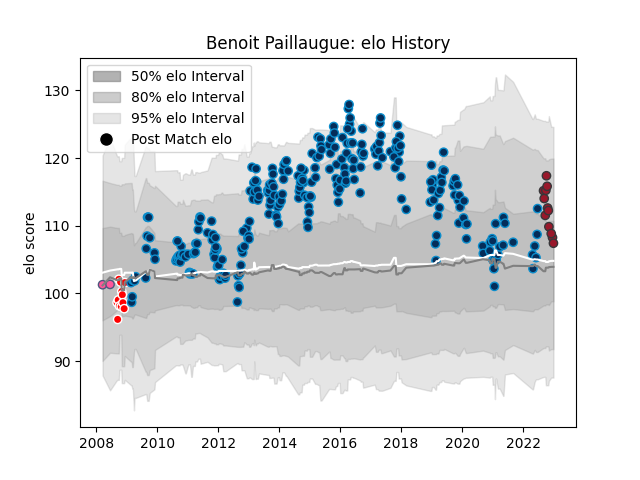 Benoit Paillaugue: elo History
50% elo Interval
80% elo Interval
95% elo Interval
Post Match elo
elo score
130
120
110
100
90
2008
2010
2012
2014
2016
2018
2020
2022